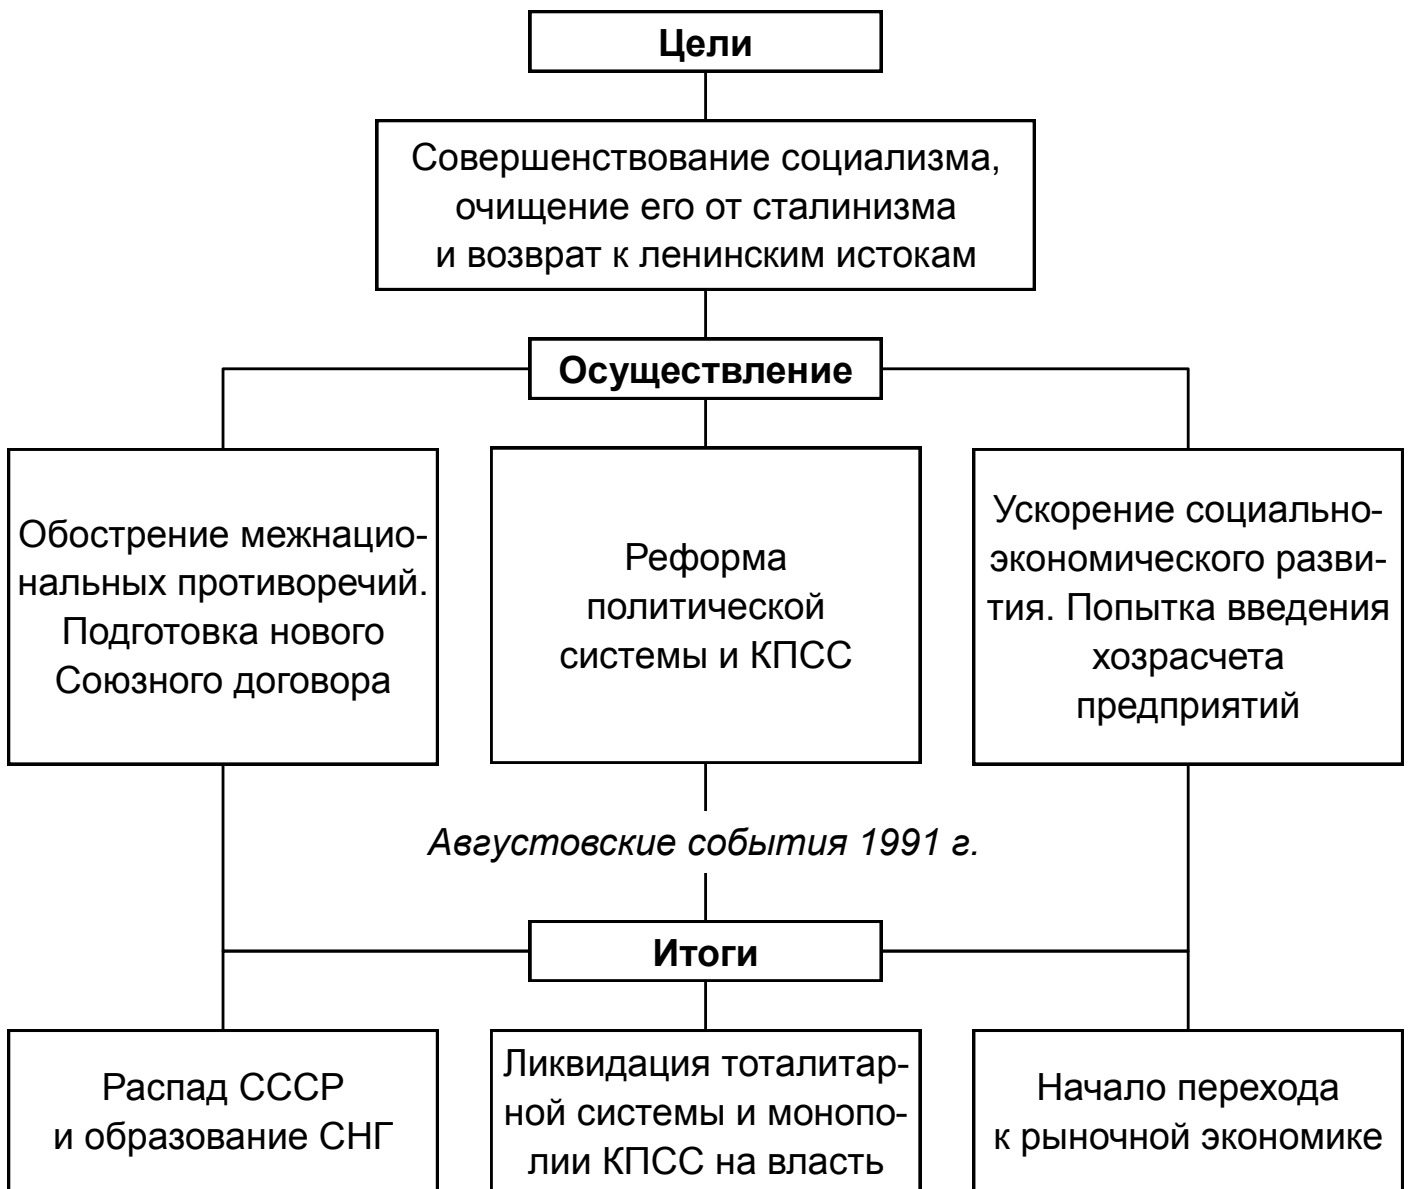 Цели
Совершенствование социализма,
очищение его от сталинизма
и возврат к ленинским истокам
Осуществление
Обострение межнацио-
нальных противоречий.
Подготовка нового
Союзного договора
Реформа
политической
системы и КПСС
Ускорение социально-
экономического разви-
тия. Попытка введения
хозрасчета
предприятий
Августовские события 1991 г.
Итоги
Распад СССР
и образование СНГ
Ликвидация тоталитар-
ной системы и монопо-
лии КПСС на власть
Начало перехода
к рыночной экономике